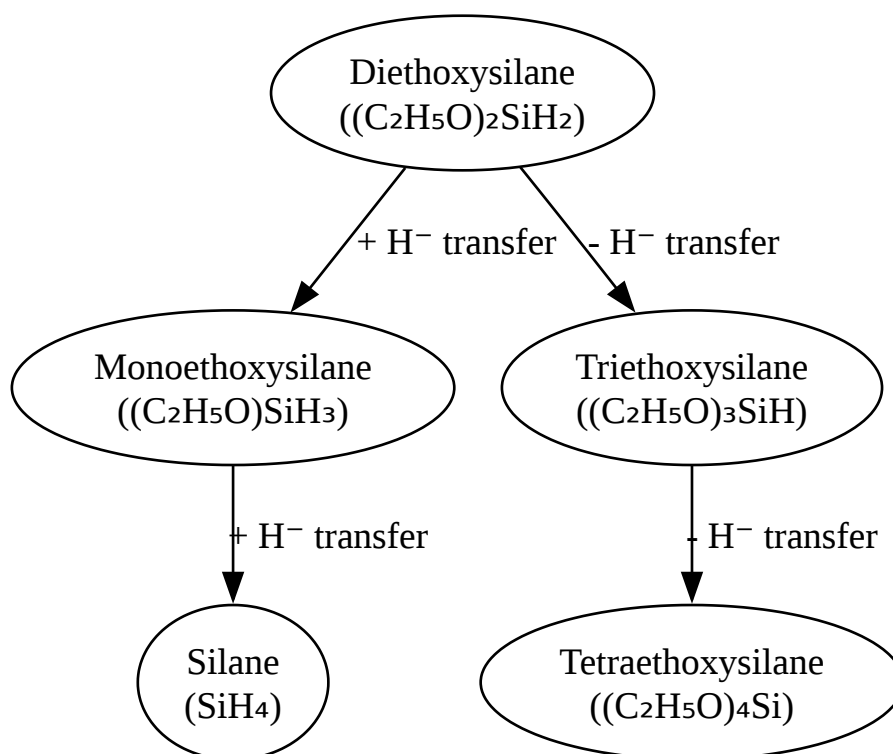 Diethoxysilane
((C₂H₅O)₂SiH₂)
+ H⁻ transfer
- H⁻ transfer
Monoethoxysilane
((C₂H₅O)SiH₃)
Triethoxysilane
((C₂H₅O)₃SiH)
+ H⁻ transfer
- H⁻ transfer
Silane
(SiH₄)
Tetraethoxysilane
((C₂H₅O)₄Si)